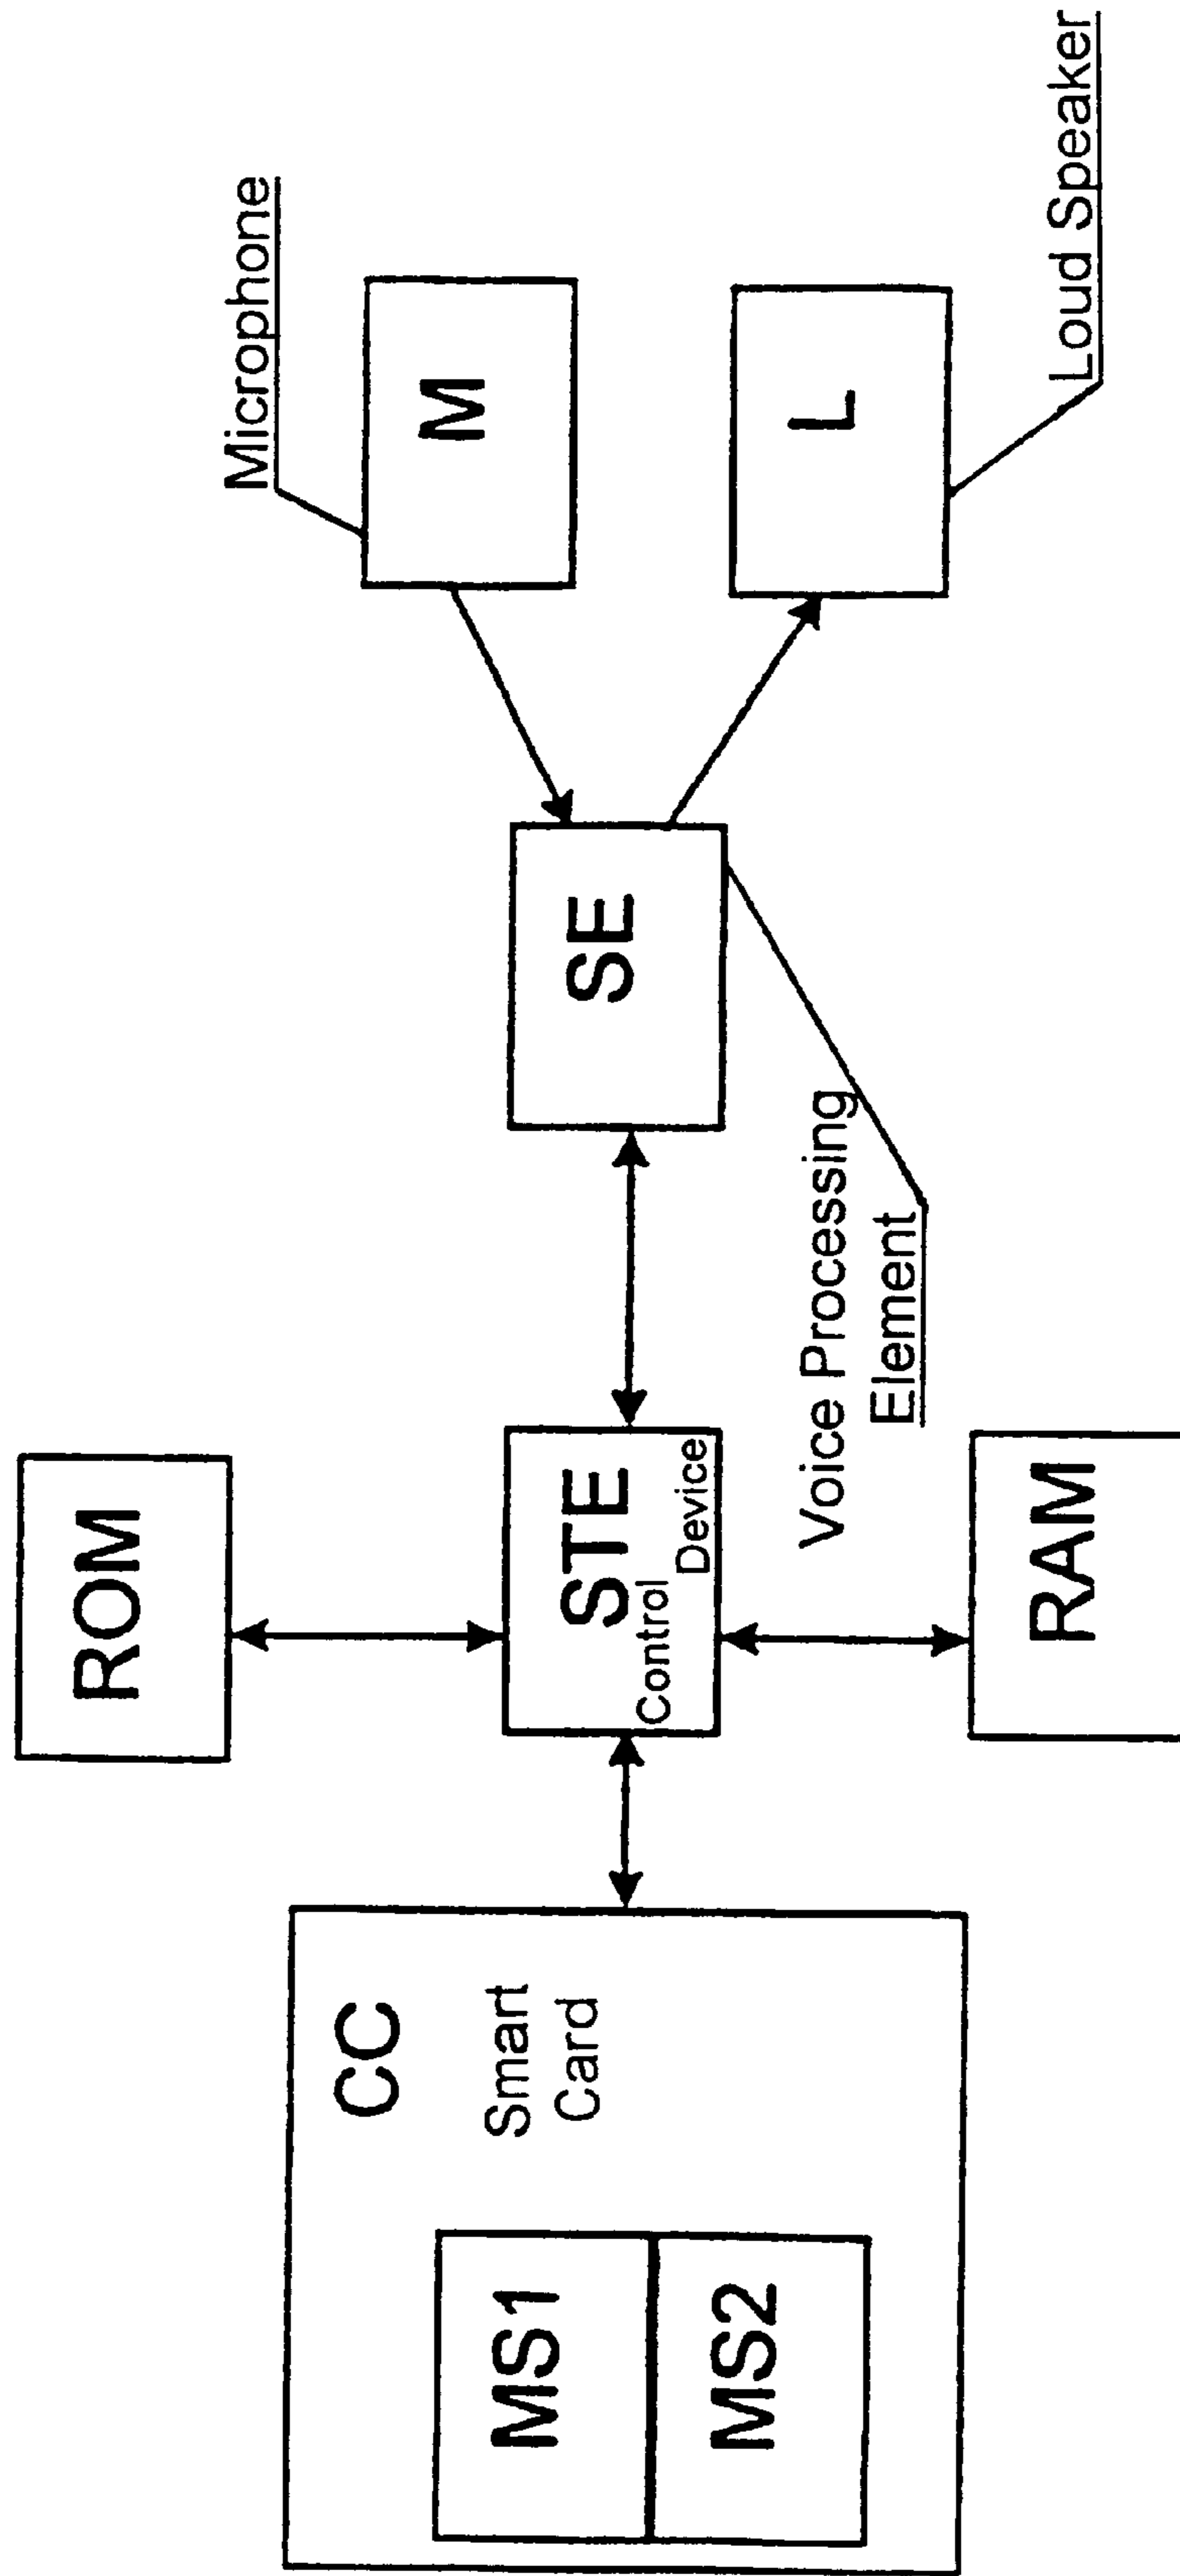 ROM
Microphone
CC
Smart
Card
MS1
MS2
STE
Control
Device
SE
M
L
Voice Processing
Element
RAM
Loud Speaker